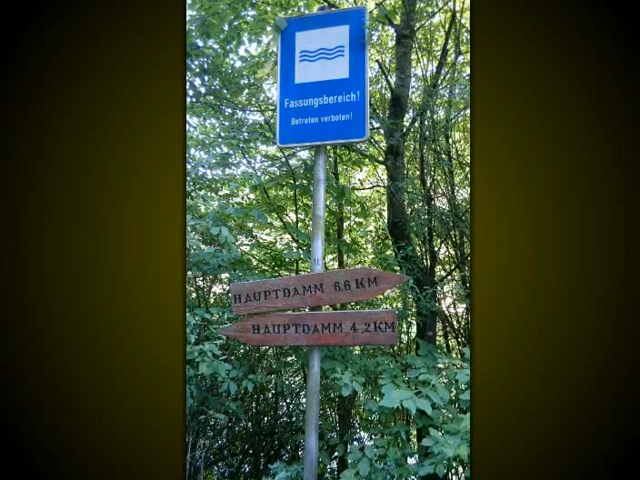 Fassungsbereich!
Betreten verboten!
HAUPTDAMM 6,6 KM
HAUPTDAMM 4,2 KM